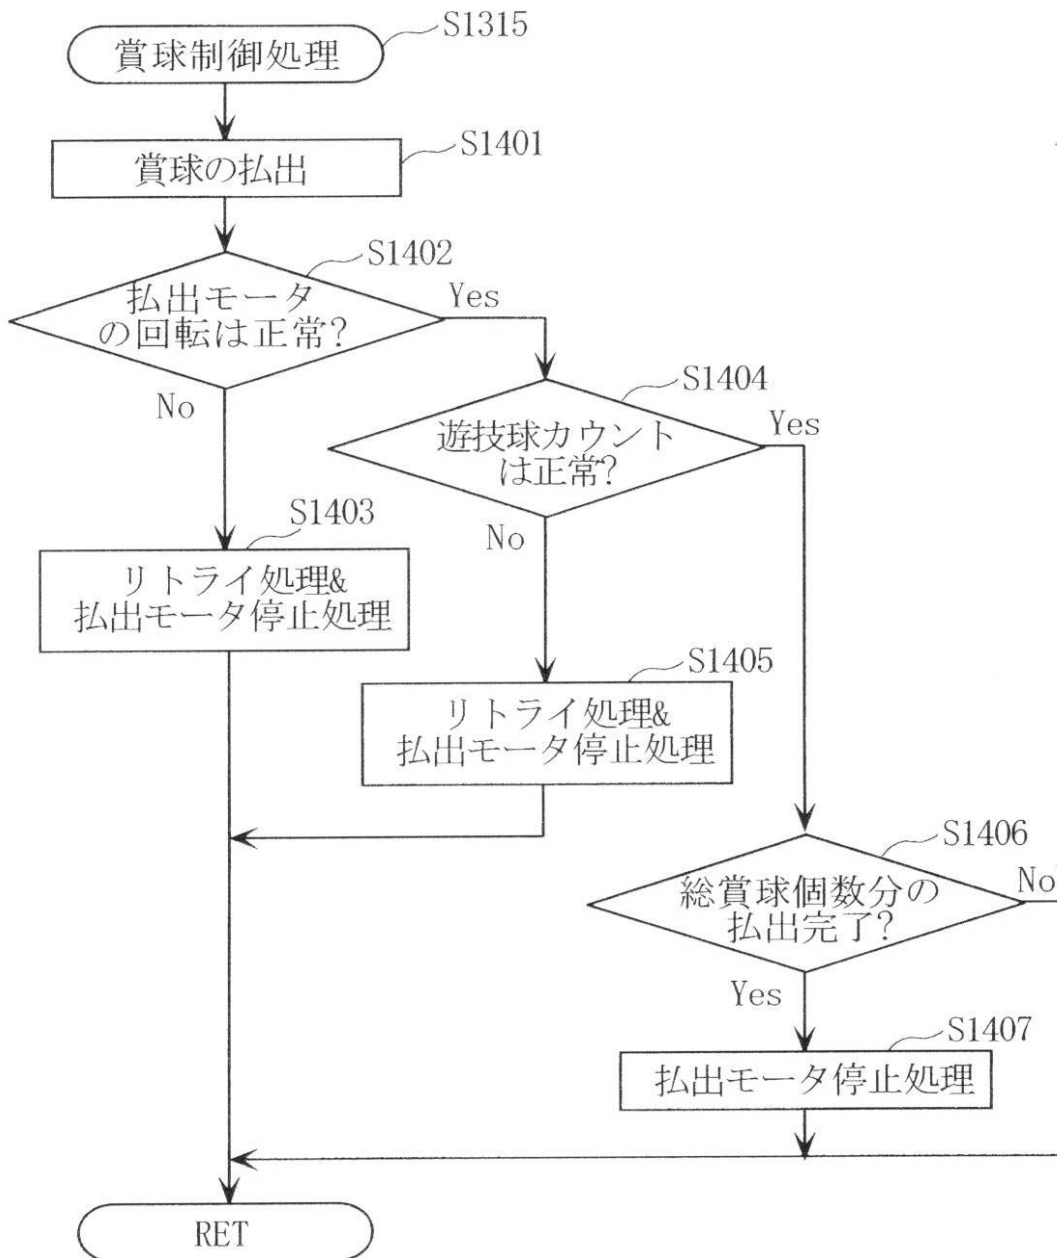 S1315
賞球制御処理
S1401
賞球の払出
S1402
払出モータ
の回転は正常?
Yes
No
S1404
遊技球カウント
は正常?
Yes
No
S1403
リトライ処理&
払出モータ停止処理
S1405
リトライ処理&
払出モータ停止処理
S1406
総賞球個数分の
払出完了?
No
Yes
S1407
払出モータ停止処理
RET